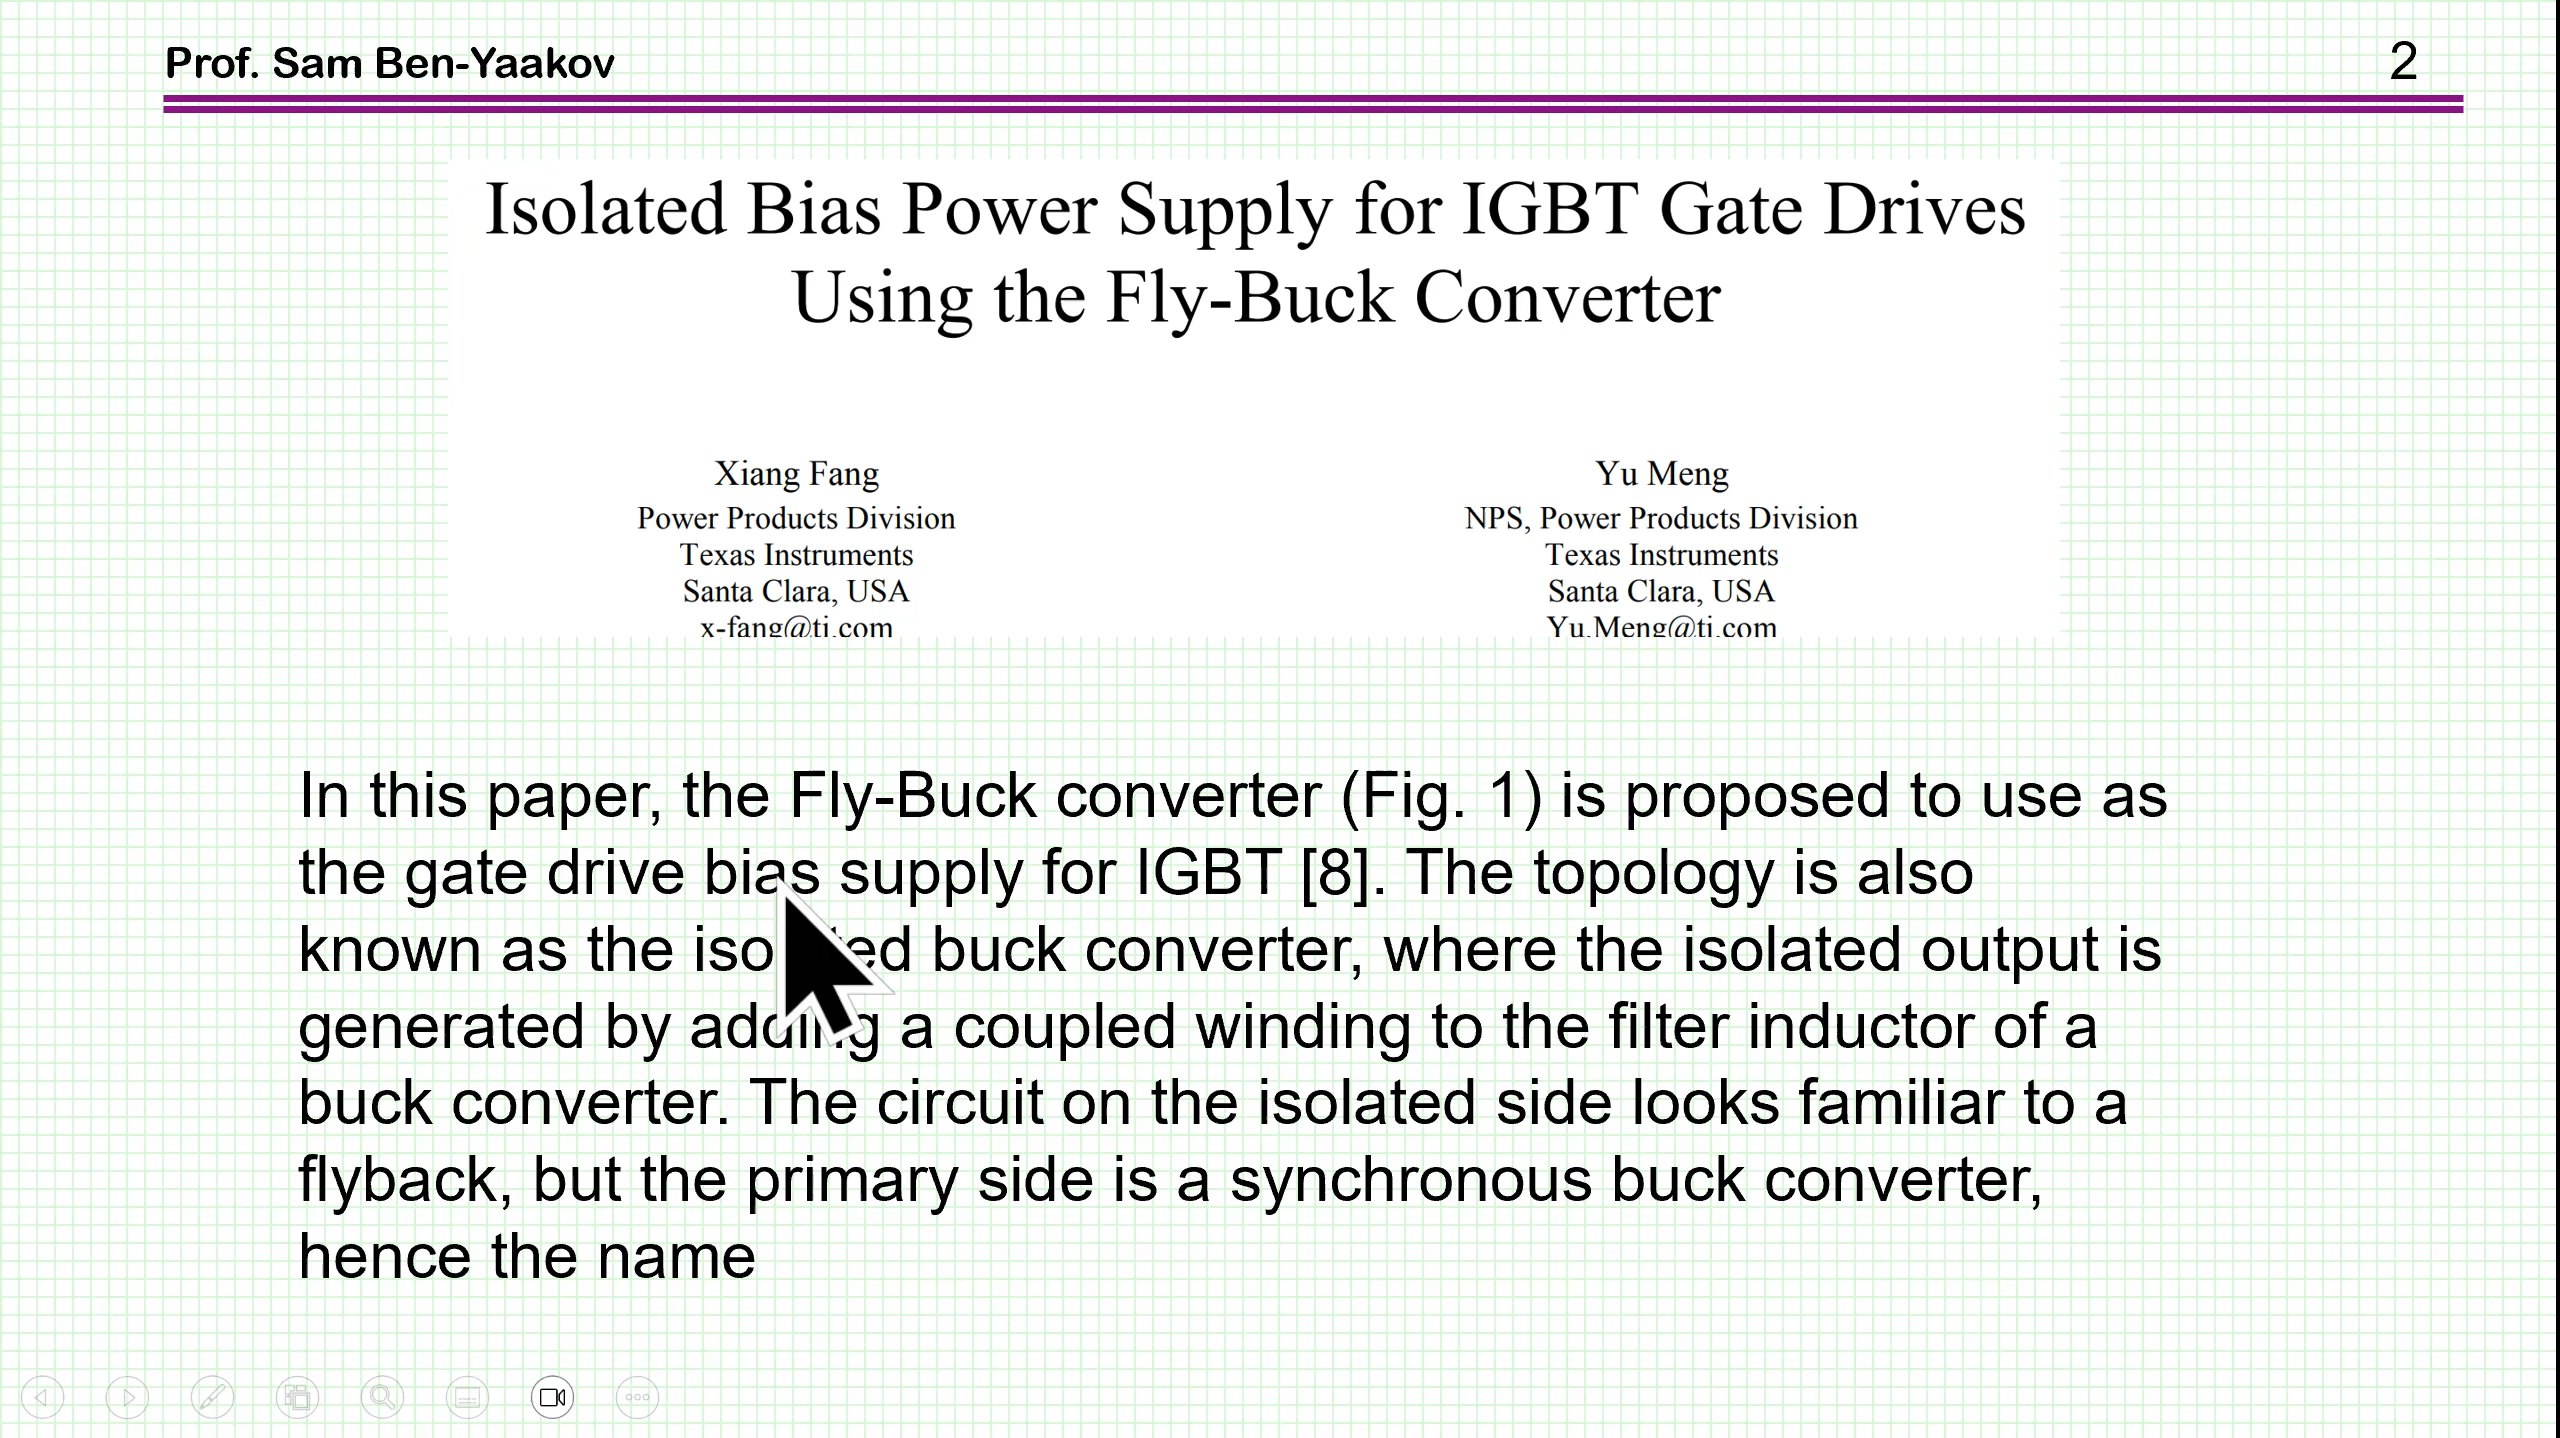 Prof. Sam Ben-Yaakov
2
Isolated Bias Power Supply for IGBT Gate Drives
Using the Fly-Buck Converter
Xiang Fang
Power Products Division
Texas Instruments
Santa Clara, USA
x-fang@ti.com
Yu Meng
NPS, Power Products Division
Texas Instruments
Santa Clara, USA
Yu.Meng@ti.com
In this paper, the Fly-Buck converter (Fig. 1) is proposed to use as
the gate drive bias supply for IGBT [8]. The topology is also
known as the isolated buck converter, where the isolated output is
generated by adding a coupled winding to the filter inductor of a
buck converter. The circuit on the isolated side looks familiar to a
flyback, but the primary side is a synchronous buck converter,
hence the name